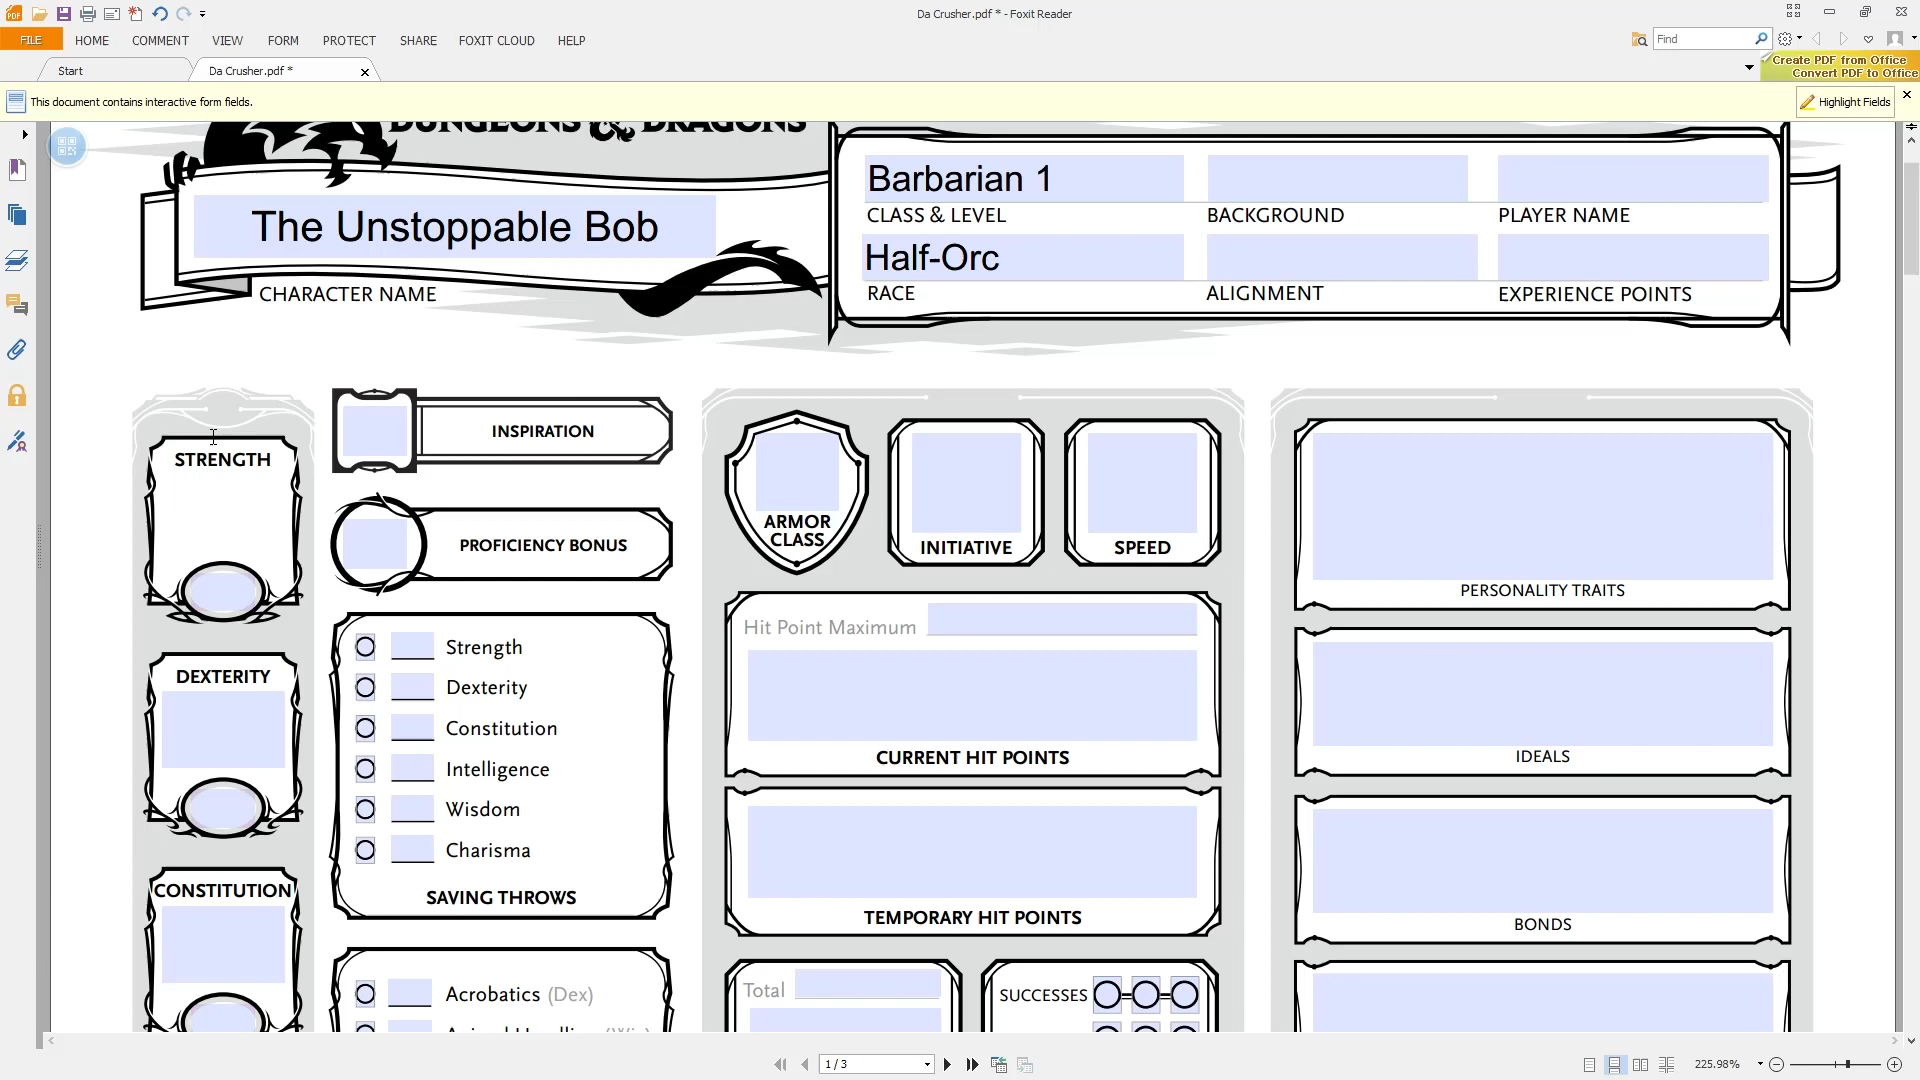 Da Crusher.pdf * - Foxit Reader
FILE HOME COMMENT VIEW FORM PROTECT SHARE FOXIT CLOUD HELP
Find
Start
Da Crusher.pdf *
Create PDF from Office
Convert PDF to Office
This document contains interactive form fields.
Highlight Fields
DUNGEONS & DRAGONS
The Unstoppable Bob
CHARACTER NAME
Barbarian 1
CLASS & LEVEL BACKGROUND PLAYER NAME
Half-Orc
RACE ALIGNMENT EXPERIENCE POINTS
STRENGTH
DEXTERITY
CONSTITUTION
INSPIRATION
PROFICIENCY BONUS
Strength
Dexterity
Constitution
Intelligence
Wisdom
Charisma
SAVING THROWS
Acrobatics (Dex)
ARMOR
CLASS
INITIATIVE
SPEED
Hit Point Maximum
CURRENT HIT POINTS
TEMPORARY HIT POINTS
Total
SUCCESSES
PERSONALITY TRAITS
IDEALS
BONDS
1 / 3
225.98%